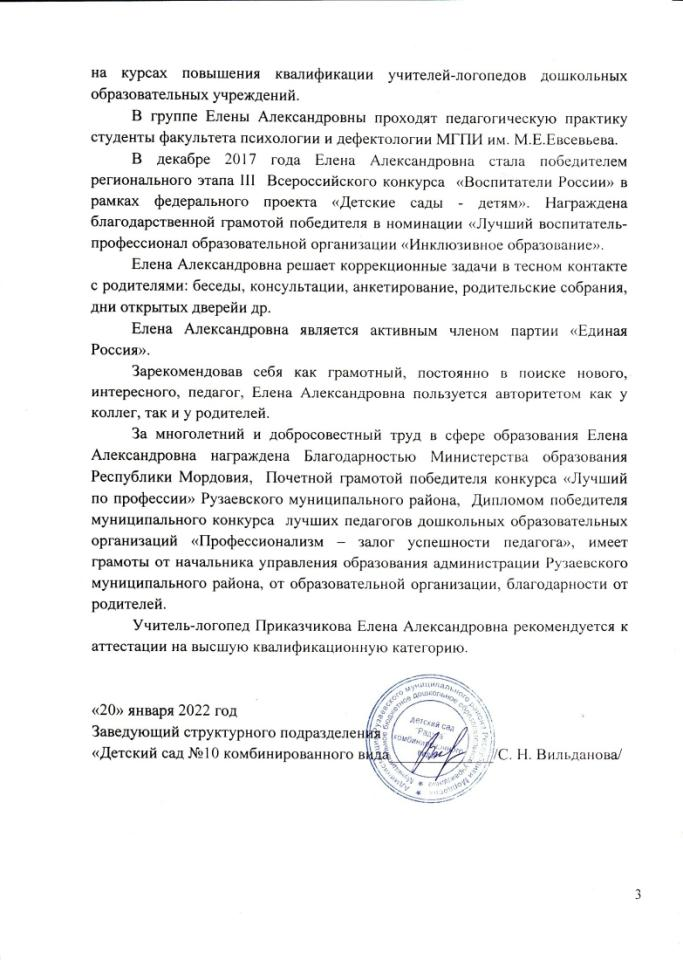 на курсах повышения квалификации учителей-логопедов дошкольных
образовательных учреждений.
В группе Елены Александровны проходят педагогическую практику
студенты факультета психологии и дефектологии МГПИ им. М.Е.Евсевьева.
В декабре 2017 года Елена Александровна стала победителем
регионального этапа III Всероссийского конкурса «Воспитатели России» в
рамках федерального проекта «Детские сады - детям». Награждена
благодарственной грамотой победителя в номинации «Лучший воспитатель-
профессионал образовательной организации «Инклюзивное образование».
Елена Александровна решает коррекционные задачи в тесном контакте
с родителями: беседы, консультации, анкетирование, родительские собрания,
дни открытых дверейи др.
Елена Александровна является активным членом партии «Единая
Россия».
Зарекомендовав себя как грамотный, постоянно в поиске нового,
интересного, педагог, Елена Александровна пользуется авторитетом как у
коллег, так и у родителей.
За многолетний и добросовестный труд в сфере образования Елена
Александровна награждена Благодарностью Министерства образования
Республики Мордовия, Почетной грамотой победителя конкурса «Лучший
по профессии» Рузаевского муниципального района, Дипломом победителя
муниципального конкурса лучших педагогов дошкольных образовательных
организаций «Профессионализм – залог успешности педагога», имеет
грамоты от начальника управления образования администрации Рузаевского
муниципального района, от образовательной организации, благодарности от
родителей.
Учитель-логопед Приказчикова Елена Александровна рекомендуется к
аттестации на высшую квалификационную категорию.
«20» января 2022 год
Заведующий структурного подразделения
«Детский сад №10 комбинированного вида /С. Н. Вильданова/
детский сад
"Радуга
комбинированного
3